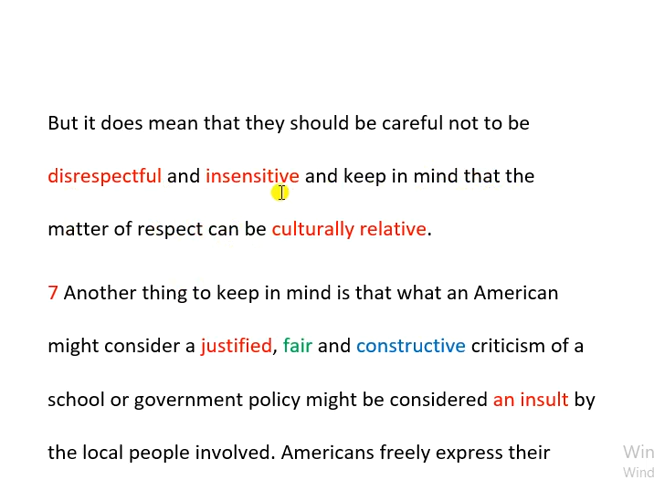 But it does mean that they should be careful not to be
disrespectful and insensitive and keep in mind that the
matter of respect can be culturally relative.
7 Another thing to keep in mind is that what an American
might consider a justified, fair and constructive criticism of a
school or government policy might be considered an insult by
the local people involved. Americans freely express their
Win
Wind